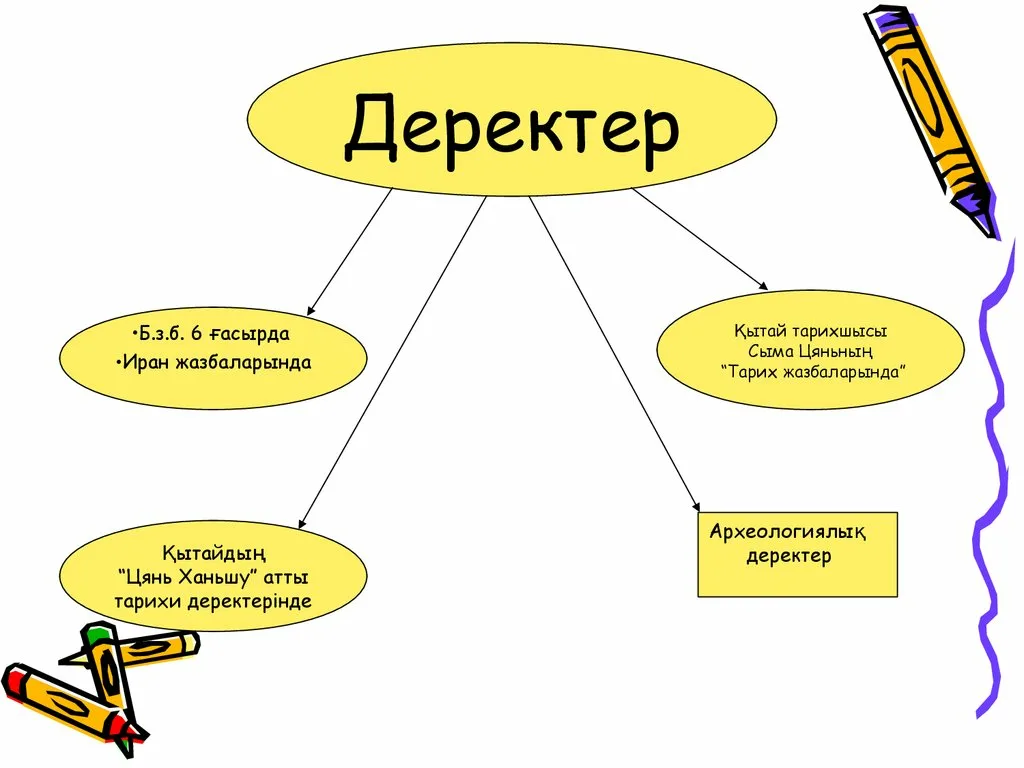 Деректер
•Б.з.б. 6 ғасырда
•Иран жазбаларында
Қытай тарихшысы
Сыма Цяньның
“Тарих жазбаларында”
Қытайдың
“Цянь Ханьшу” атты
тарихи деректерінде
Археологиялық
деректер